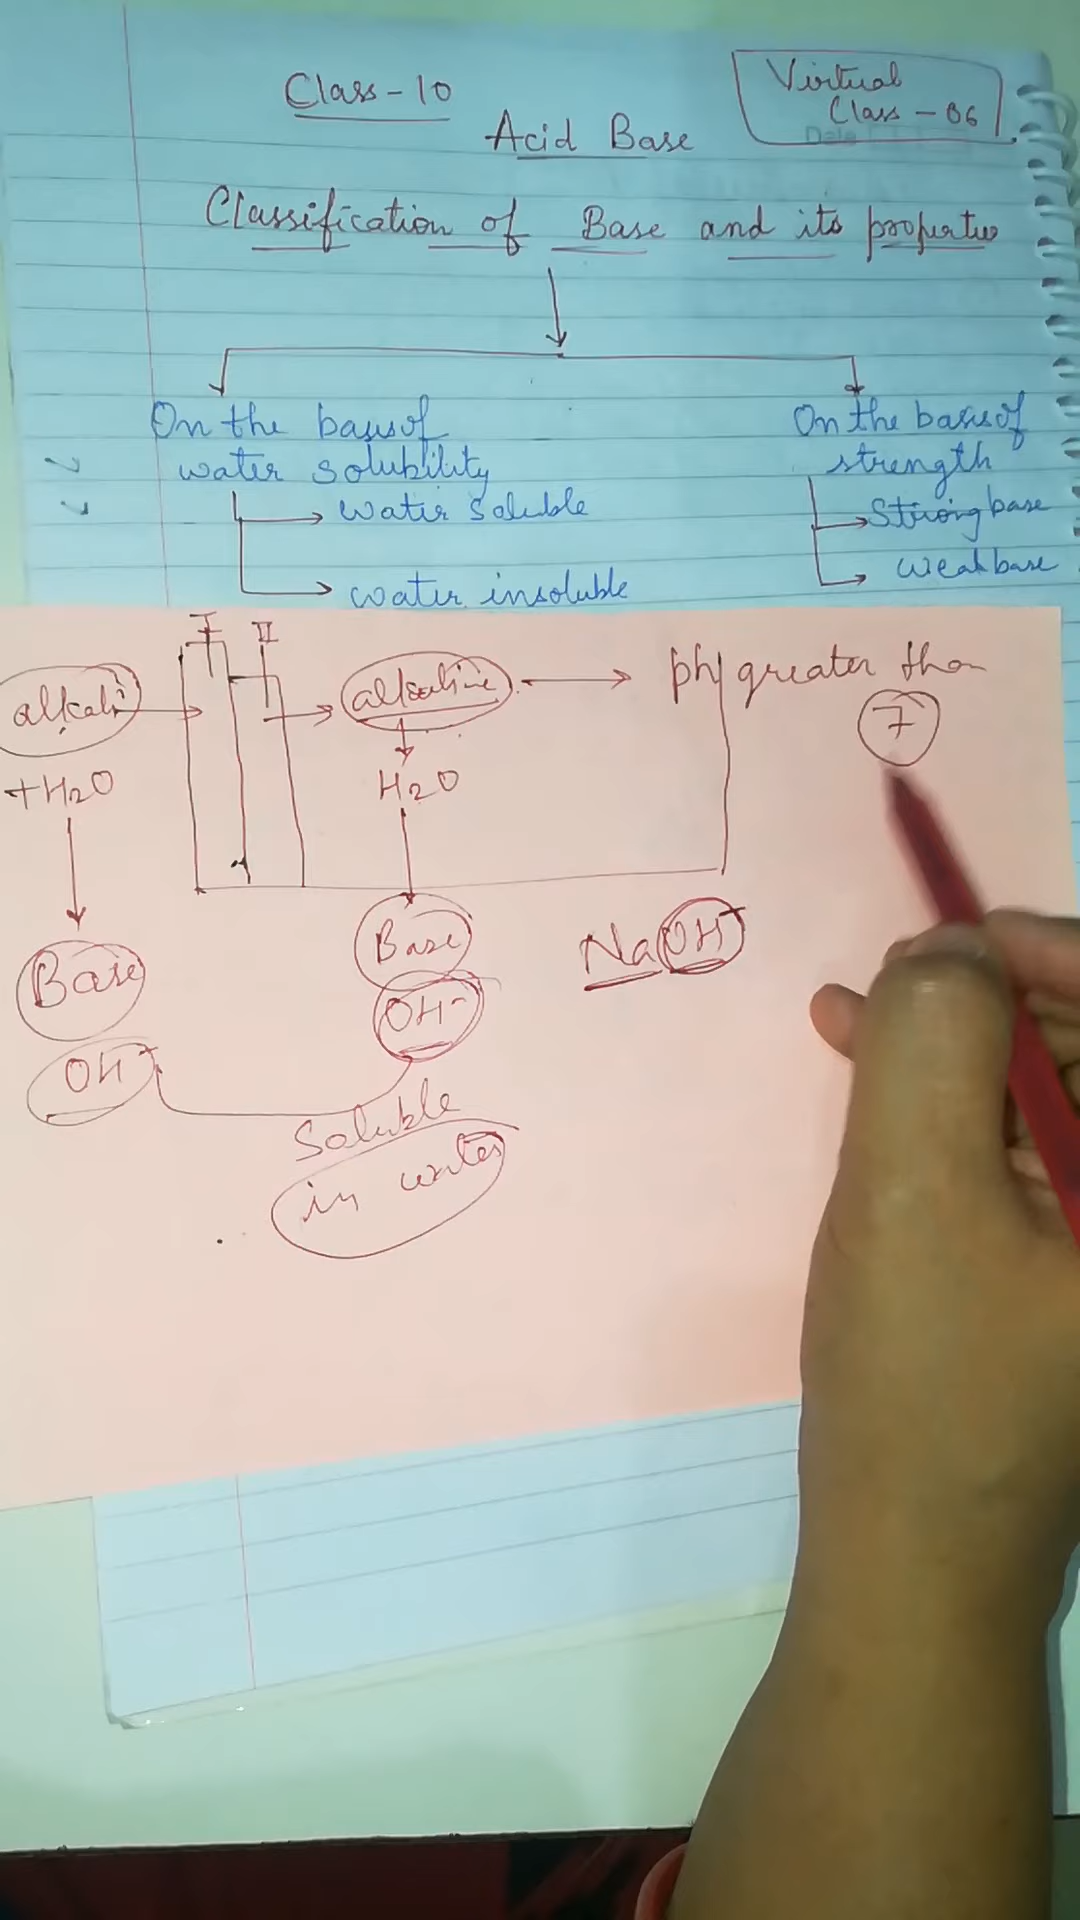 Class-10
Virtual
Class-06
Date
Acid Base
Classification of Base and its properties
On the basis of
water solubility
water soluble
water insoluble
On the basis of
strength
Strong base
weak base
I II
alkali
alkaline
ph greater than
7
+H2O
H2O
Base
OH-
Base
OH-
NaOH
Soluble
in water